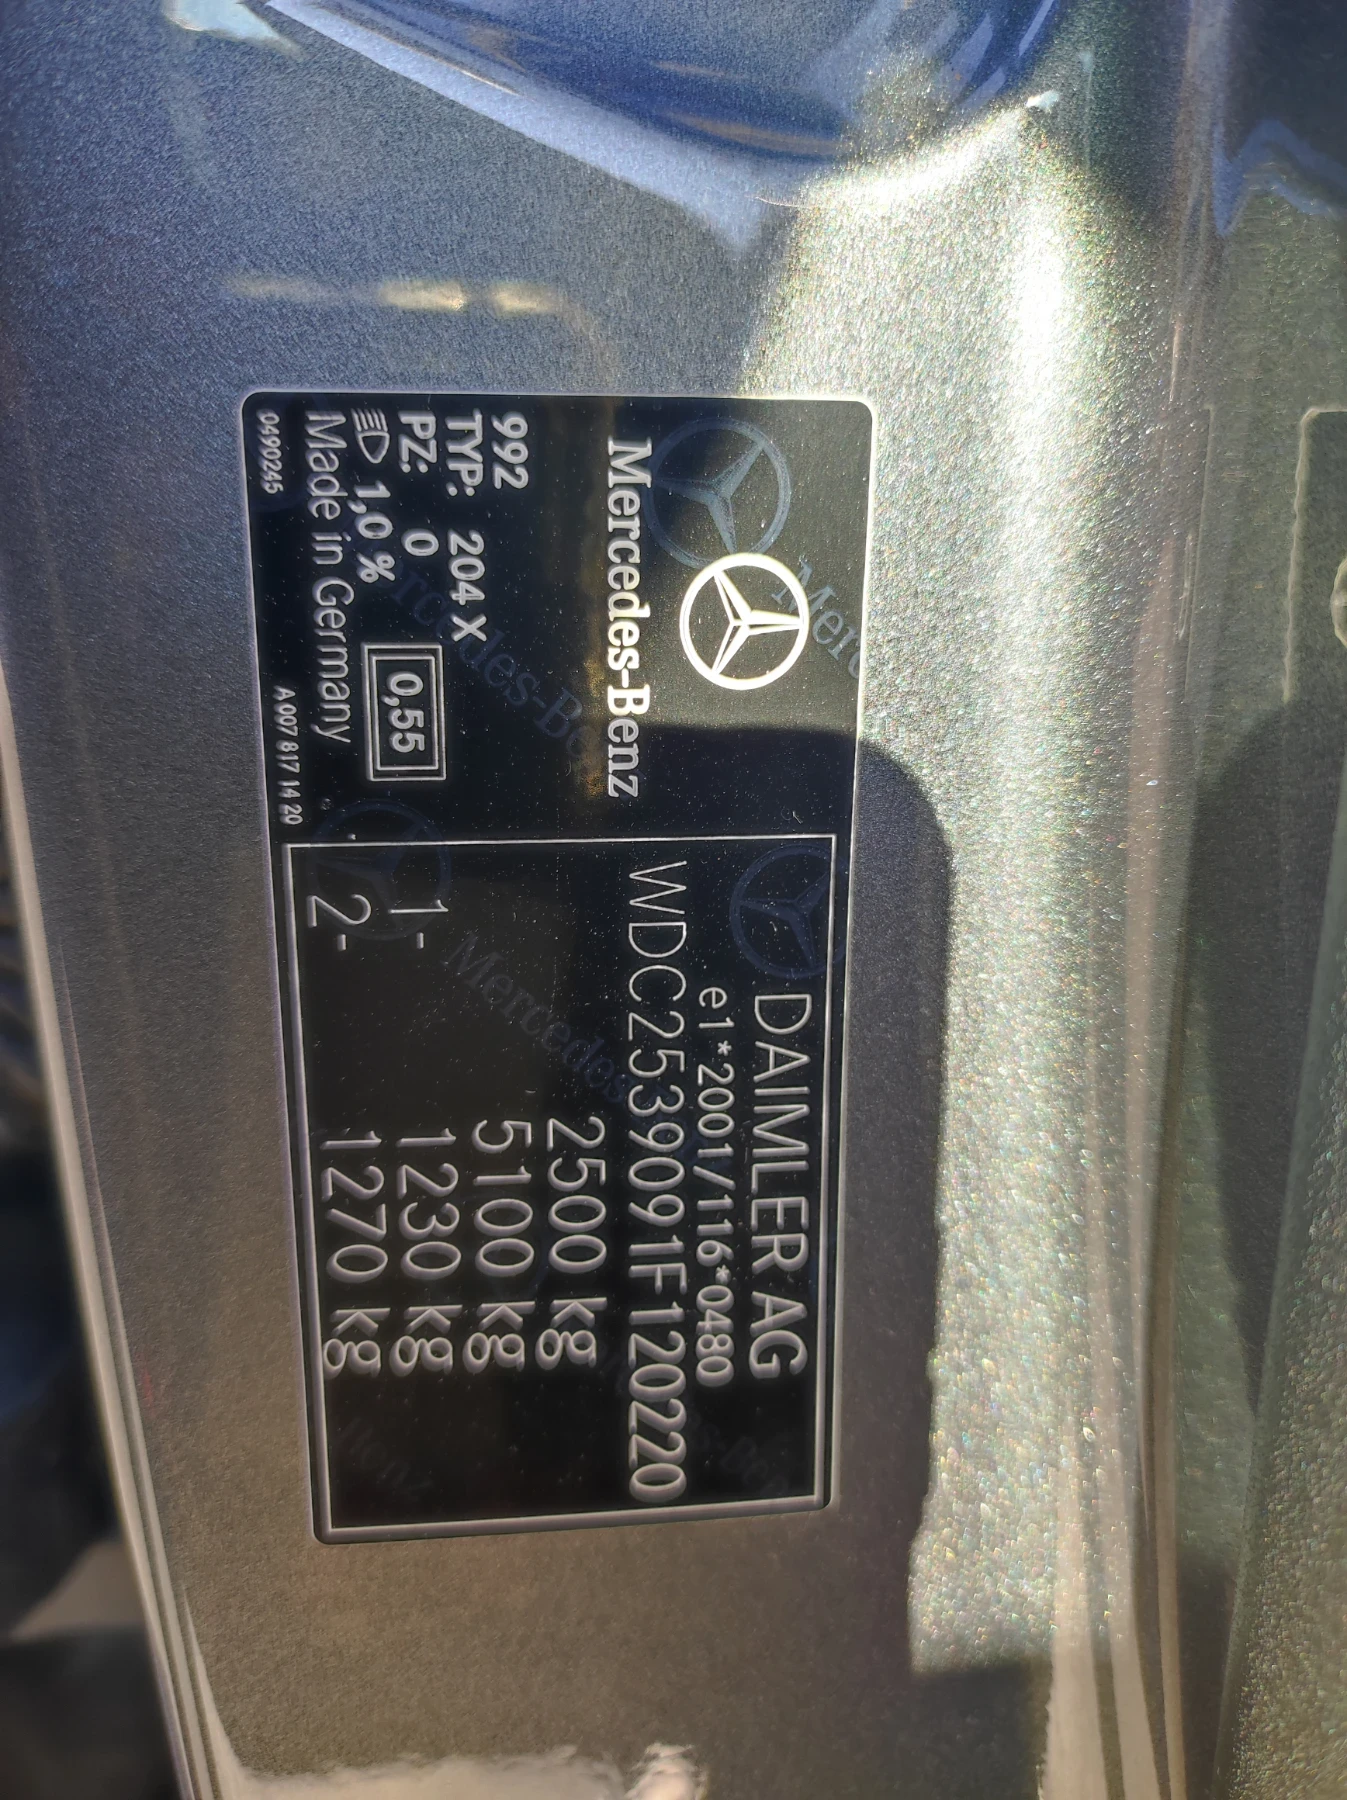 Mercedes-Benz
992
TYP: 204 X
PZ: 0
1,0 % 0,55
Made in Germany
0490245 A 007 817 14 20
DAIMLER AG
e1*2001/116*0480
WDC2539091F120220
2500 kg
5100 kg
1- 1230 kg
2- 1270 kg